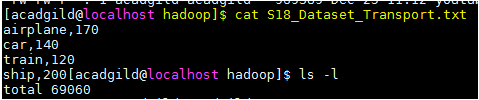 [acadgild@localhost hadoop]$ cat S18_Dataset_Transport.txt
airplane,170
car,140
train,120
ship,200[acadgild@localhost hadoop]$ ls -l
total 69060